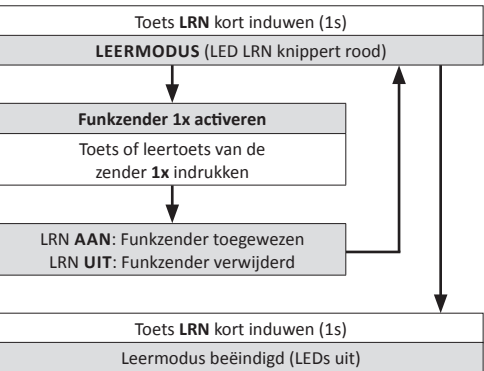 Toets LRN kort induwen (1s)
LEERMODUS (LED LRN knippert rood)
Funkzender 1x activeren
Toets of leertoets van de
zender 1x indrukken
LRN AAN: Funkzender toegewezen
LRN UIT: Funkzender verwijderd
Toets LRN kort induwen (1s)
Leermodus beëindigd (LEDs uit)